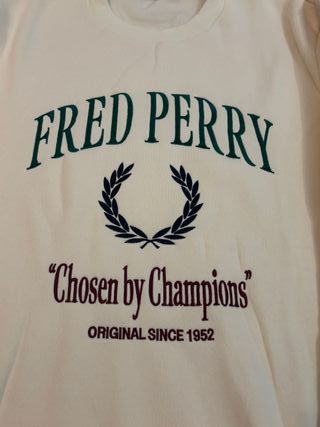 FRED PERRY
"Chosen by Champions"
ORIGINAL SINCE 1952